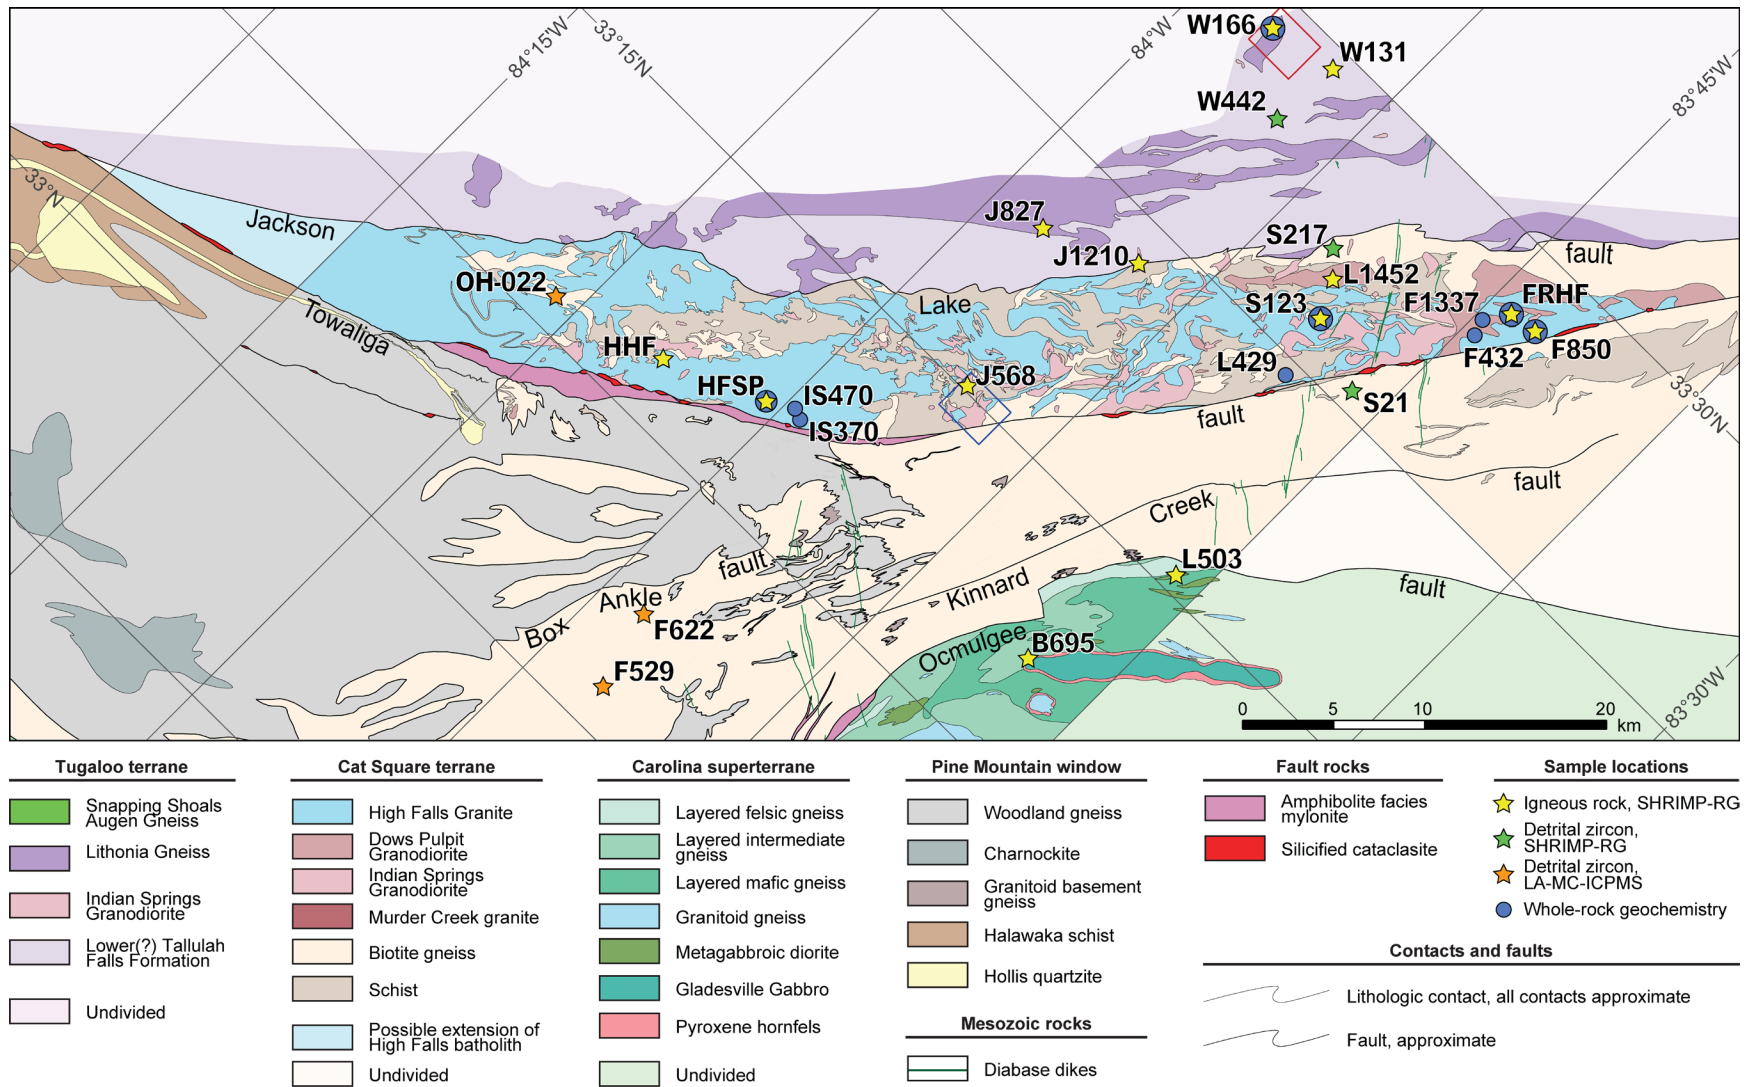 84°15'W
33°15'N
84°W
83°45'W
W166
W131
W442
33°N
Jackson
J827
J1210
S217
fault
OH-022
L1452
Lake
S123
F1337
FRHF
Towaliga
HHF
F432
F850
L429
HFSP
IS470
J568
IS370
fault
S21
33°30'N
fault
Creek
fault
L503
fault
Ankle
Kinnard
Box
F622
Ocmulgee
B695
F529
83°30'W
0 5 10 20
km
Tugaloo terrane
Snapping Shoals
Augen Gneiss
Lithonia Gneiss
Indian Springs
Granodiorite
Lower(?) Tallulah
Falls Formation
Undivided
Cat Square terrane
High Falls Granite
Dows Pulpit
Granodiorite
Indian Springs
Granodiorite
Murder Creek granite
Biotite gneiss
Schist
Possible extension of
High Falls batholith
Undivided
Carolina superterrane
Layered felsic gneiss
Layered intermediate
gneiss
Layered mafic gneiss
Granitoid gneiss
Metagabbroic diorite
Gladesville Gabbro
Pyroxene hornfels
Undivided
Pine Mountain window
Woodland gneiss
Charnockite
Granitoid basement
gneiss
Halawaka schist
Hollis quartzite
Mesozoic rocks
Diabase dikes
Fault rocks
Amphibolite facies
mylonite
Silicified cataclasite
Sample locations
Igneous rock, SHRIMP-RG
Detrital zircon,
SHRIMP-RG
Detrital zircon,
LA-MC-ICPMS
Whole-rock geochemistry
Contacts and faults
Lithologic contact, all contacts approximate
Fault, approximate